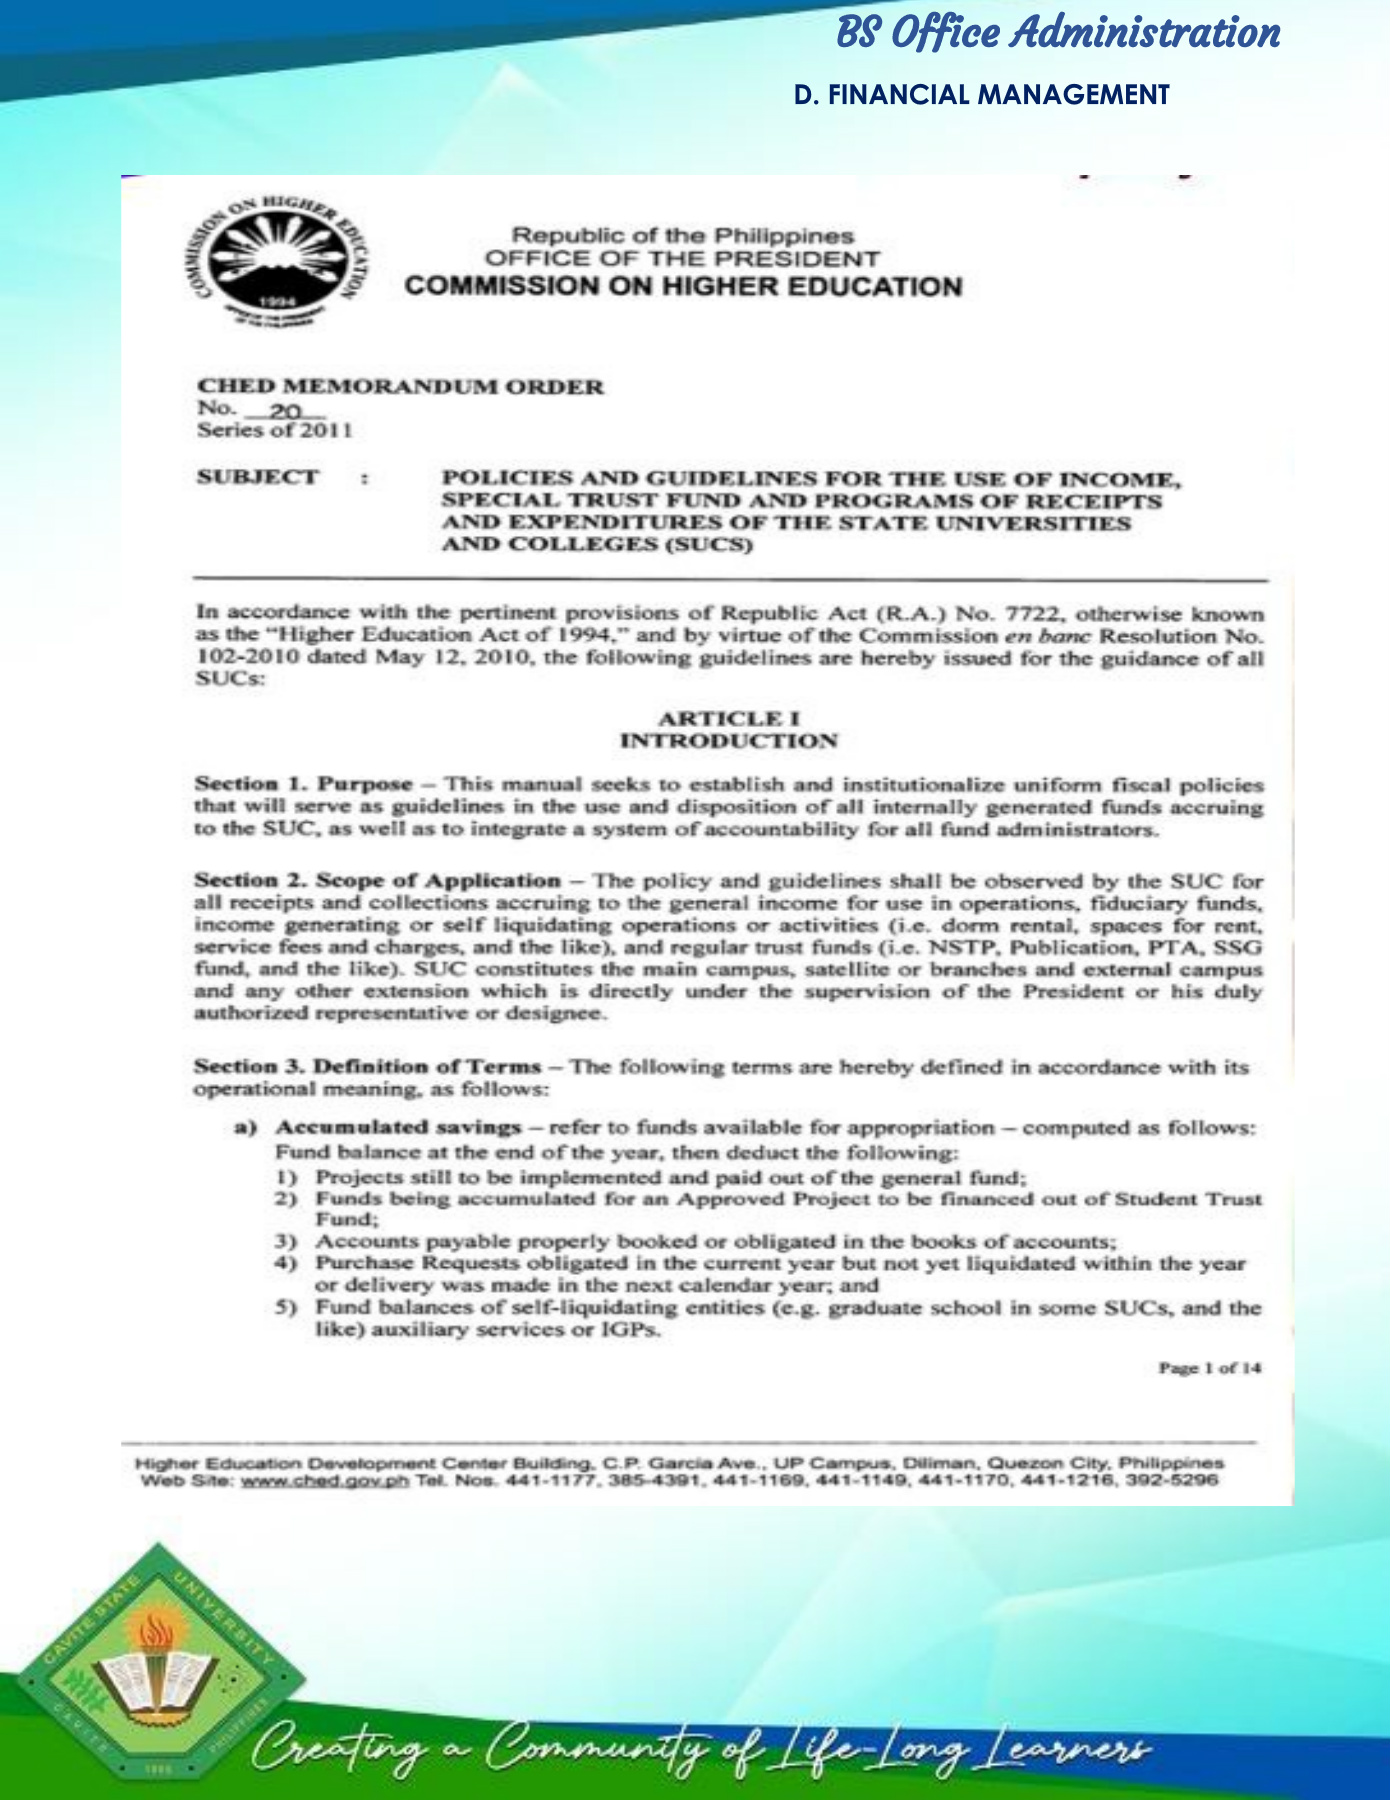 BS Office Administration
D. FINANCIAL MANAGEMENT
COMMISSION ON HIGHER EDUCATION
1994
OFFICE OF THE PRESIDENT
OF THE PHILIPPINES
Republic of the Philippines
OFFICE OF THE PRESIDENT
COMMISSION ON HIGHER EDUCATION
CHED MEMORANDUM ORDER
No. 20
Series of 2011
SUBJECT : POLICIES AND GUIDELINES FOR THE USE OF INCOME,
SPECIAL TRUST FUND AND PROGRAMS OF RECEIPTS
AND EXPENDITURES OF THE STATE UNIVERSITIES
AND COLLEGES (SUCS)
In accordance with the pertinent provisions of Republic Act (R.A.) No. 7722, otherwise known
as the “Higher Education Act of 1994,” and by virtue of the Commission en banc Resolution No.
102-2010 dated May 12, 2010, the following guidelines are hereby issued for the guidance of all
SUCs:
ARTICLE I
INTRODUCTION
Section 1. Purpose – This manual seeks to establish and institutionalize uniform fiscal policies
that will serve as guidelines in the use and disposition of all internally generated funds accruing
to the SUC, as well as to integrate a system of accountability for all fund administrators.
Section 2. Scope of Application – The policy and guidelines shall be observed by the SUC for
all receipts and collections accruing to the general income for use in operations, fiduciary funds,
income generating or self liquidating operations or activities (i.e. dorm rental, spaces for rent,
service fees and charges, and the like), and regular trust funds (i.e. NSTP, Publication, PTA, SSG
fund, and the like). SUC constitutes the main campus, satellite or branches and external campus
and any other extension which is directly under the supervision of the President or his duly
authorized representative or designee.
Section 3. Definition of Terms – The following terms are hereby defined in accordance with its
operational meaning, as follows:
a) Accumulated savings – refer to funds available for appropriation – computed as follows:
Fund balance at the end of the year, then deduct the following:
1) Projects still to be implemented and paid out of the general fund;
2) Funds being accumulated for an Approved Project to be financed out of Student Trust
Fund;
3) Accounts payable properly booked or obligated in the books of accounts;
4) Purchase Requests obligated in the current year but not yet liquidated within the year
or delivery was made in the next calendar year; and
5) Fund balances of self-liquidating entities (e.g. graduate school in some SUCs, and the
like) auxiliary services or IGPs.
Page 1 of 14
Higher Education Development Center Building, C.P. Garcia Ave., UP Campus, Diliman, Quezon City, Philippines
Web Site: www.ched.gov.ph Tel. Nos. 441-1177, 385-4391, 441-1169, 441-1149, 441-1170, 441-1216, 392-5296
CAVITE STATE UNIVERSITY
CAVITE
PHILIPPINES
Creating a Community of Life-Long Learners